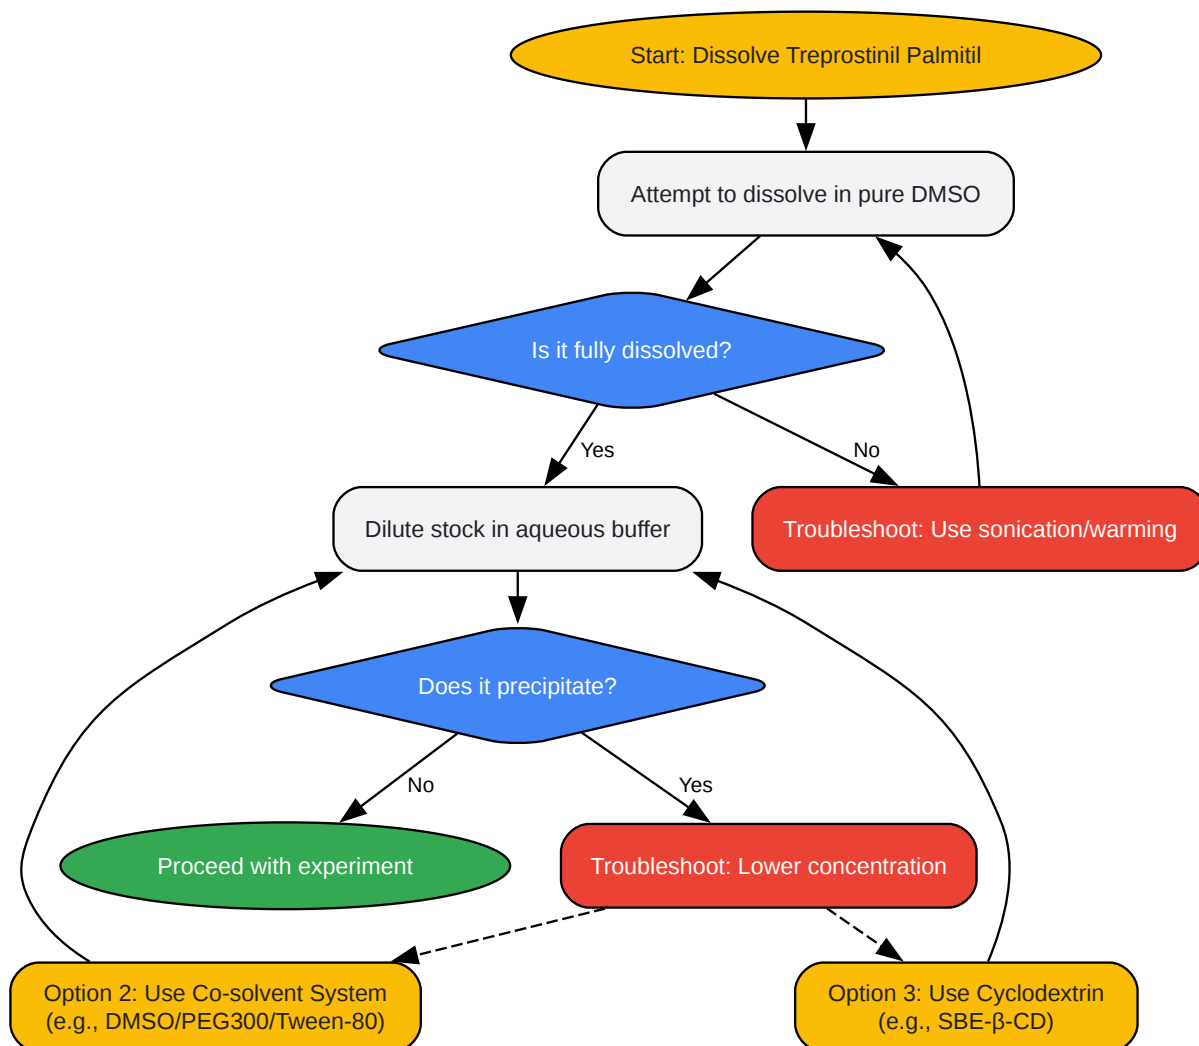 Start: Dissolve Treprostinil Palmitil
Attempt to dissolve in pure DMSO
Is it fully dissolved?
Yes
No
Dilute stock in aqueous buffer
Troubleshoot: Use sonication/warming
Does it precipitate?
No
Yes
Proceed with experiment
Troubleshoot: Lower concentration
Option 2: Use Co-solvent System
(e.g., DMSO/PEG300/Tween-80)
Option 3: Use Cyclodextrin
(e.g., SBE-β-CD)